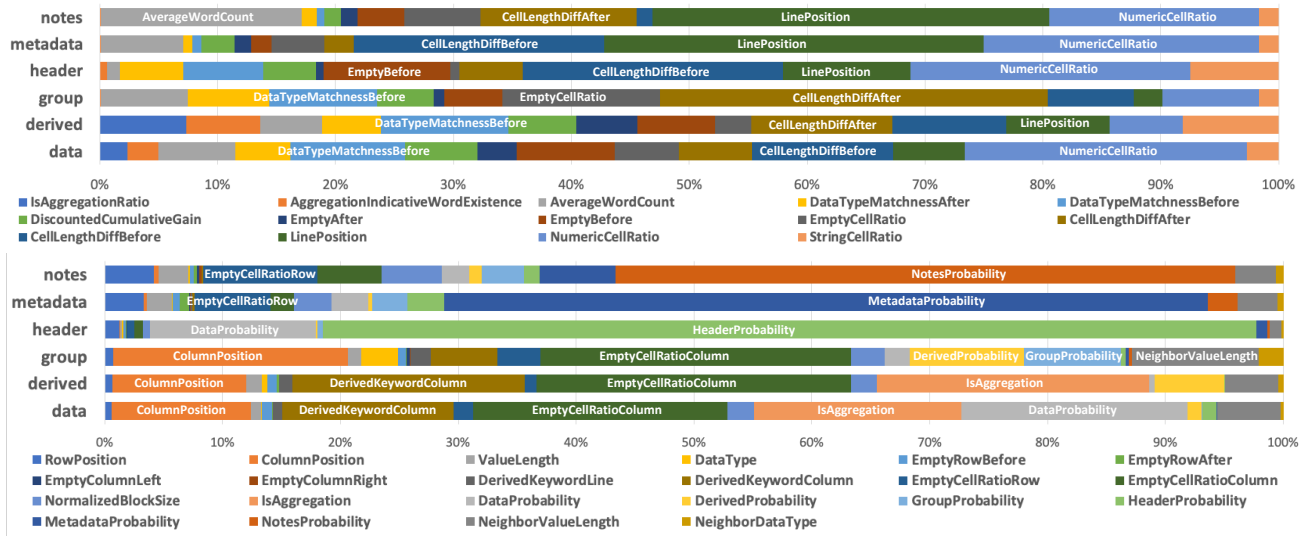 notes AverageWordCount CellLengthDiffAfter LinePosition NumericCellRatio
metadata CellLengthDiffBefore LinePosition NumericCellRatio
header EmptyBefore CellLengthDiffBefore LinePosition NumericCellRatio
group DataTypeMatchnessBefore EmptyCellRatio CellLengthDiffAfter
derived DataTypeMatchnessBefore CellLengthDiffAfter LinePosition
data DataTypeMatchnessBefore CellLengthDiffBefore NumericCellRatio
0% 10% 20% 30% 40% 50% 60% 70% 80% 90% 100%
IsAggregationRatio AggregationIndicativeWordExistence AverageWordCount DataTypeMatchnessAfter DataTypeMatchnessBefore
DiscountedCumulativeGain EmptyAfter EmptyBefore EmptyCellRatio CellLengthDiffAfter
CellLengthDiffBefore LinePosition NumericCellRatio StringCellRatio
notes EmptyCellRatioRow NotesProbability
metadata EmptyCellRatioRow MetadataProbability
header DataProbability HeaderProbability
group ColumnPosition EmptyCellRatioColumn DerivedProbability GroupProbability NeighborValueLength
derived ColumnPosition DerivedKeywordColumn EmptyCellRatioColumn IsAggregation
data ColumnPosition DerivedKeywordColumn EmptyCellRatioColumn IsAggregation DataProbability
0% 10% 20% 30% 40% 50% 60% 70% 80% 90% 100%
RowPosition ColumnPosition ValueLength DataType EmptyRowBefore EmptyRowAfter
EmptyColumnLeft EmptyColumnRight DerivedKeywordLine DerivedKeywordColumn EmptyCellRatioRow EmptyCellRatioColumn
NormalizedBlockSize IsAggregation DataProbability DerivedProbability GroupProbability HeaderProbability
MetadataProbability NotesProbability NeighborValueLength NeighborDataType